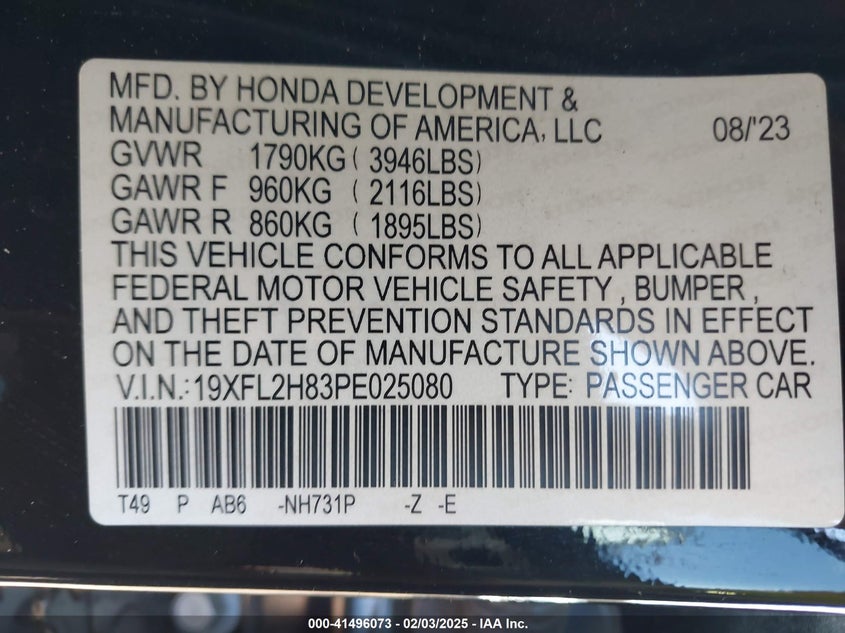 MFD. BY HONDA DEVELOPMENT &
MANUFACTURING OF AMERICA, LLC 08/'23
GVWR 1790KG ( 3946LBS)
GAWR F 960KG ( 2116LBS)
GAWR R 860KG ( 1895LBS)
THIS VEHICLE CONFORMS TO ALL APPLICABLE
FEDERAL MOTOR VEHICLE SAFETY , BUMPER ,
AND THEFT PREVENTION STANDARDS IN EFFECT
ON THE DATE OF MANUFACTURE SHOWN ABOVE.
V.I.N.:19XFL2H83PE025080 TYPE: PASSENGER CAR
T49 P AB6 -NH731P -Z -E
000-41496073 — 02/03/2025 — IAA Inc.